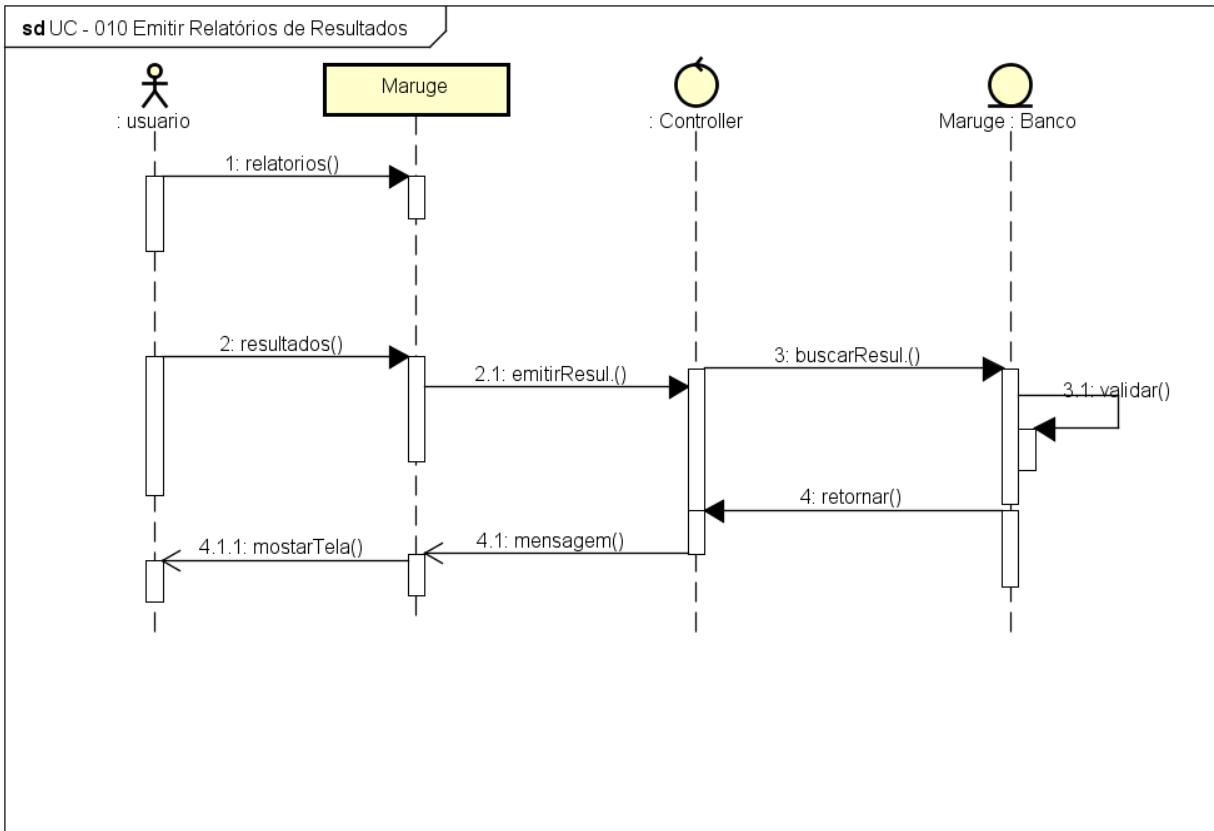 sd UC - 010 Emitir Relatórios de Resultados
: usuario
Maruge
: Controller
Maruge : Banco
1: relatorios()
2: resultados()
2.1: emitirResul.()
3: buscarResul.()
3.1: validar()
4: retornar()
4.1: mensagem()
4.1.1: mostarTela()